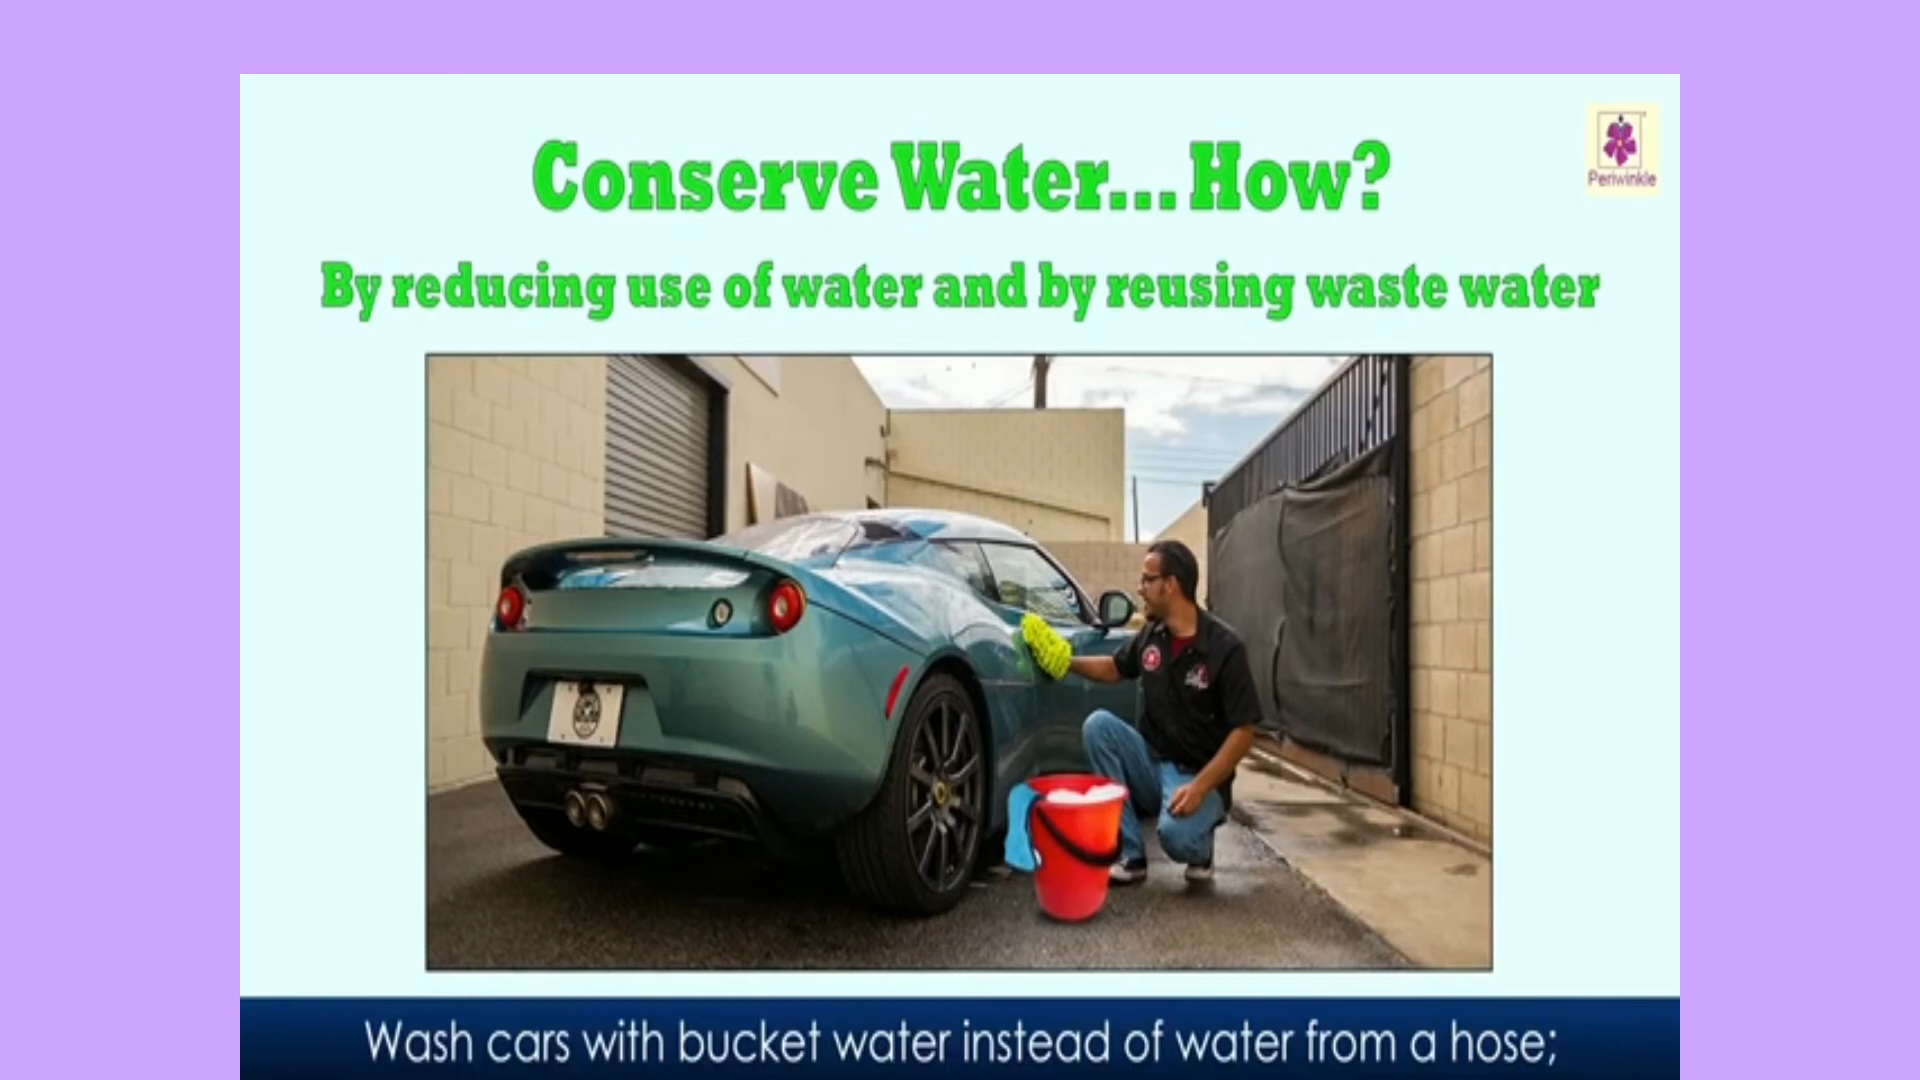 Conserve Water... How?
Periwinkle
By reducing use of water and by reusing waste water
Wash cars with bucket water instead of water from a hose;